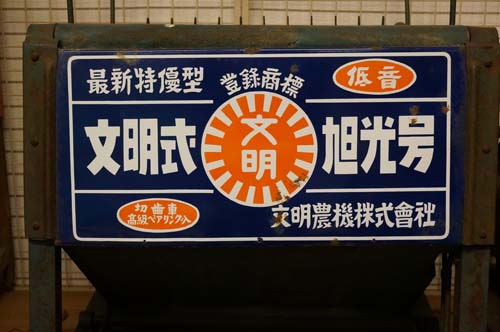 最新特優型
登錄商標
低音
文明式
文明
旭光号
切歯車
高級ベアリング入
文明農機株式會社